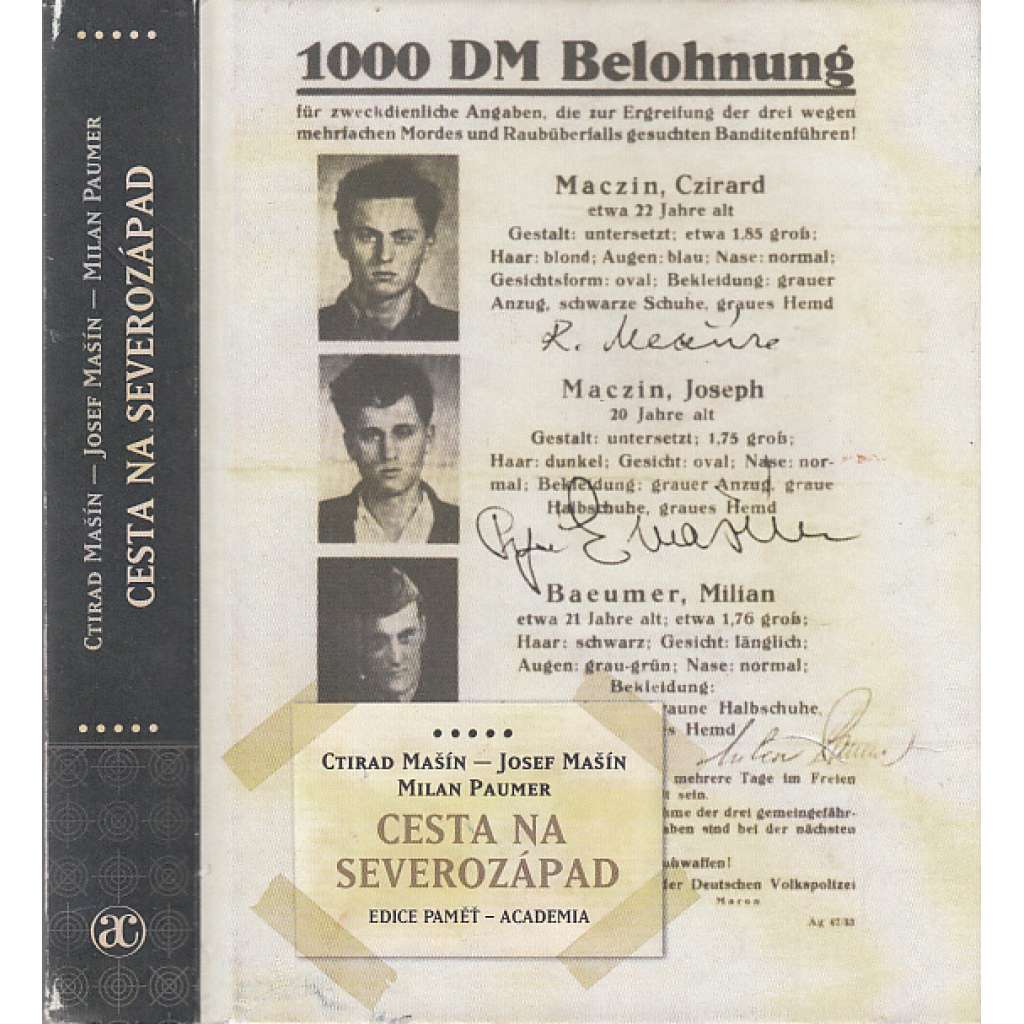 CTIRAD MAŠÍN — JOSEF MAŠÍN — MILAN PAUMER
CESTA NA SEVEROZÁPAD
1000 DM Belohnung
für zweckdienliche Angaben, die zur Ergreifung der drei wegen
mehrfachen Mordes und Raubüberfalls gesuchten Banditenführen!
Maczin, Czirard
etwa 22 Jahre alt
Gestalt: untersetzt; etwa 1,85 groß;
Haar: blond; Augen: blau; Nase: normal;
Gesichtsform: oval; Bekleidung: grauer
Anzug, schwarze Schuhe, graues Hemd
Maczin, Joseph
20 Jahre alt
Gestalt: untersetzt; 1,75 groß;
Haar: dunkel; Gesicht: oval; Nase: nor-
mal; Bekleidung: grauer Anzug, graue
Halbschuhe, graues Hemd
Baeumer, Milian
etwa 21 Jahre alt; etwa 1,76 groß;
Haar: schwarz; Gesicht: länglich;
Augen: grau-grün; Nase: normal;
Bekleidung:
raune Halbschuhe,
s Hemd
mehrere Tage im Freien
t sein.
me der drei gemeingefähr-
ben sind bei der nächsten
der Deutschen Volkspolizei
Maron
CTIRAD MAŠÍN — JOSEF MAŠÍN
MILAN PAUMER
CESTA NA
SEVEROZÁPAD
EDICE PAMĚŤ – ACADEMIA